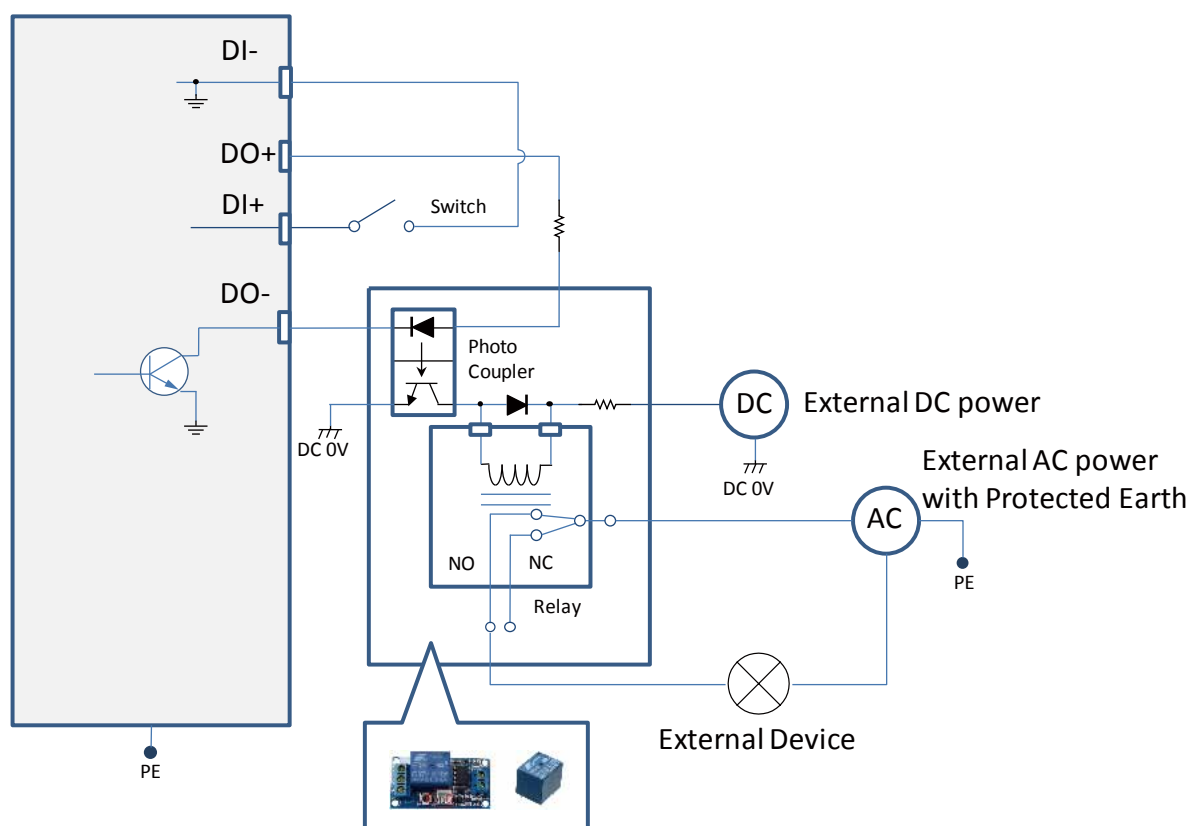 DI-
DO+
DI+
Switch
DO-
Photo
Coupler
DC
External DC power
DC 0V
DC 0V
External AC power
with Protected Earth
AC
NO
NC
PE
Relay
External Device
PE